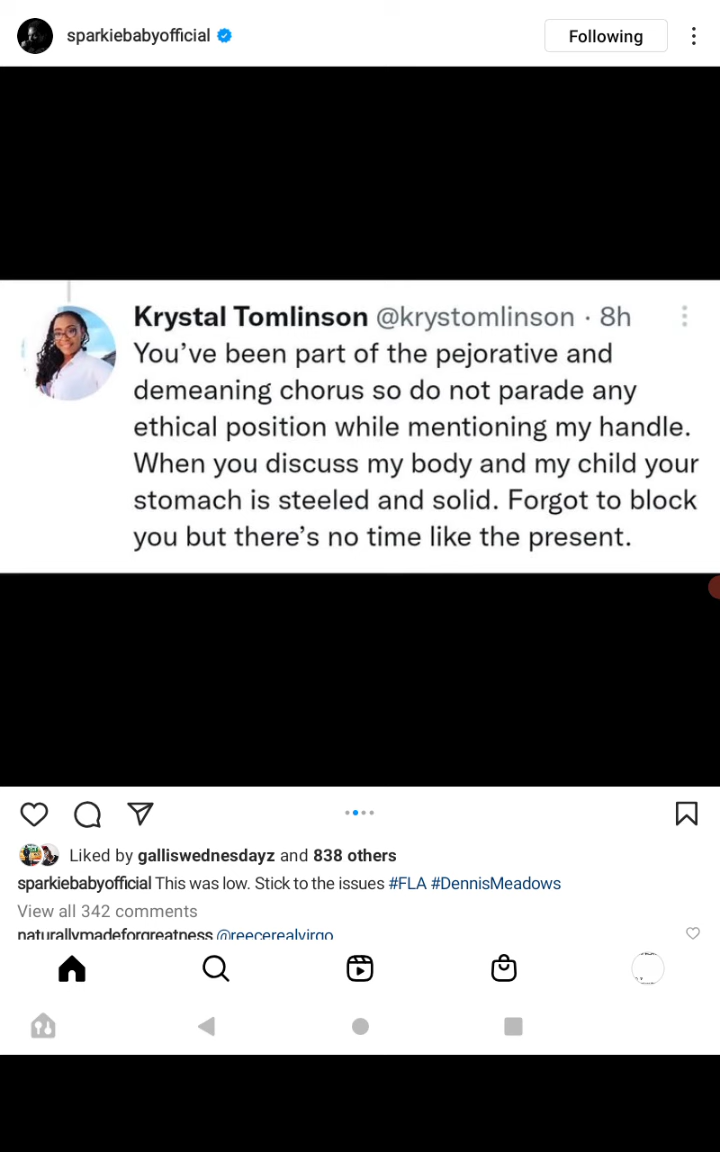 sparkiebabyofficial
Following
Krystal Tomlinson @krystomlinson · 8h
You've been part of the pejorative and
demeaning chorus so do not parade any
ethical position while mentioning my handle.
When you discuss my body and my child your
stomach is steeled and solid. Forgot to block
you but there's no time like the present.
Liked by galliswednesdayz and 838 others
sparkiebabyofficial This was low. Stick to the issues #FLA #DennisMeadows
View all 342 comments
naturallymadeforgreatness @reecerealvirgo